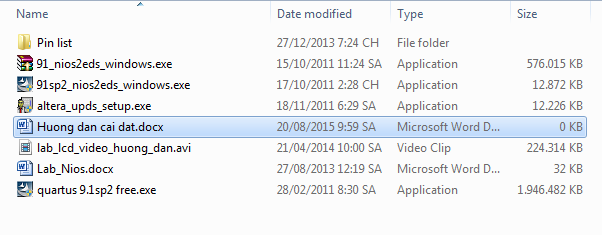 Name Date modified Type Size
Pin list 27/12/2013 7:24 CH File folder
91_nios2eds_windows.exe 15/10/2011 11:24 SA Application 576.015 KB
91sp2_nios2eds_windows.exe 17/10/2011 2:28 CH Application 12.872 KB
altera_upds_setup.exe 18/11/2011 6:29 SA Application 12.226 KB
Huong dan cai dat.docx 20/08/2015 9:59 SA Microsoft Word D... 0 KB
lab_lcd_video_huong_dan.avi 21/04/2014 10:00 SA Video Clip 224.314 KB
Lab_Nios.docx 27/08/2013 12:19 SA Microsoft Word D... 32 KB
quartus 9.1sp2 free.exe 28/02/2011 8:30 SA Application 1.946.482 KB